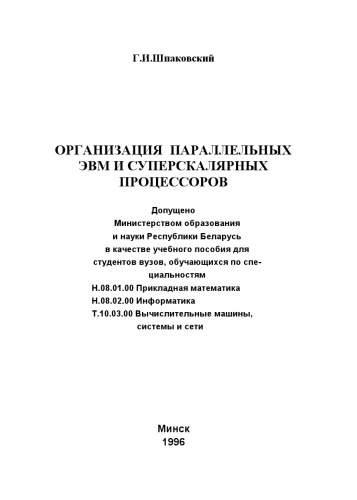 Г.И.Шпаковский
ОРГАНИЗАЦИЯ ПАРАЛЛЕЛЬНЫХ
ЭВМ И СУПЕРСКАЛЯРНЫХ
ПРОЦЕССОРОВ
Допущено
Министерством образования
и науки Республики Беларусь
в качестве учебного пособия для
студентов вузов, обучающихся по спе-
циальностям
Н.08.01.00 Прикладная математика
Н.08.02.00 Информатика
Т.10.03.00 Вычислительные машины,
системы и сети
Минск
1996